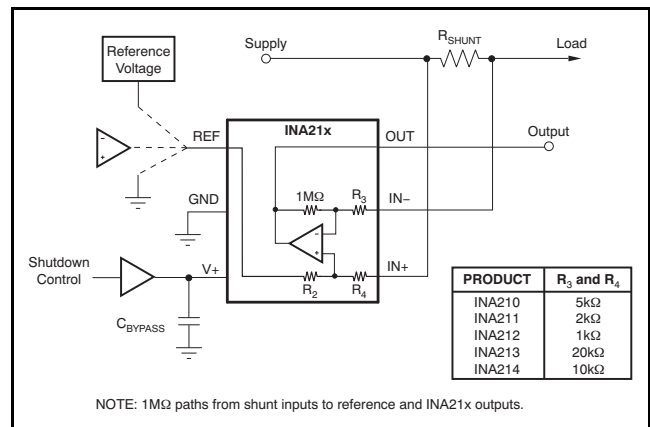 Supply
R_SHUNT
Load
Reference
Voltage
INA21x
REF
OUT
Output
GND
1MΩ
R3
IN−
−
+
−
+
Shutdown
Control
V+
R2
R4
IN+
C_BYPASS
PRODUCT R3 and R4
INA210 5kΩ
INA211 2kΩ
INA212 1kΩ
INA213 20kΩ
INA214 10kΩ
NOTE: 1MΩ paths from shunt inputs to reference and INA21x outputs.